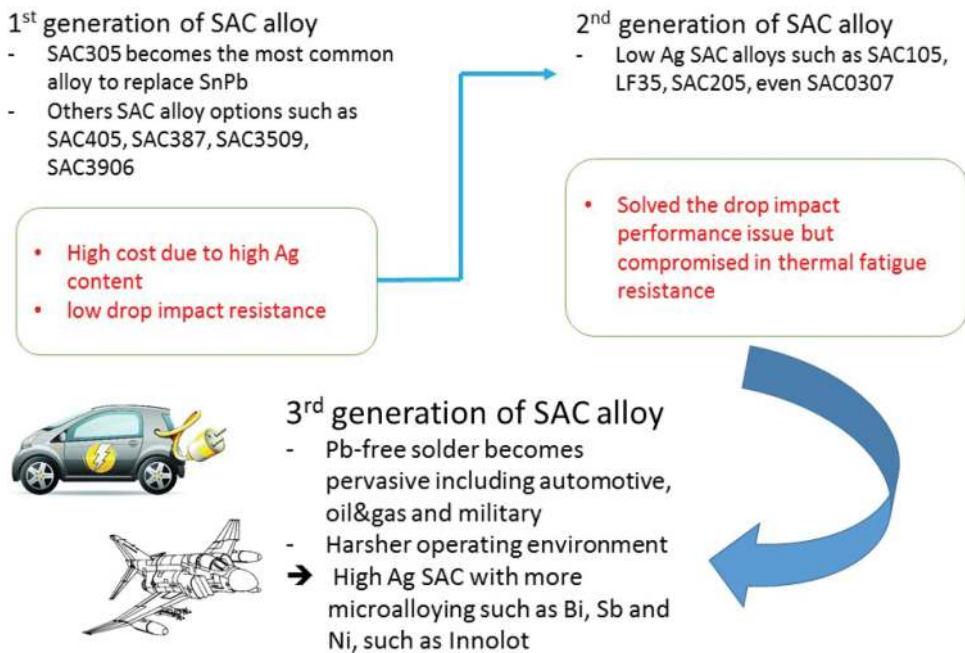 1st generation of SAC alloy
- SAC305 becomes the most common
alloy to replace SnPb
- Others SAC alloy options such as
SAC405, SAC387, SAC3509,
SAC3906
• High cost due to high Ag
content
• low drop impact resistance
2nd generation of SAC alloy
- Low Ag SAC alloys such as SAC105,
LF35, SAC205, even SAC0307
• Solved the drop impact
performance issue but
compromised in thermal fatigue
resistance
3rd generation of SAC alloy
- Pb-free solder becomes
pervasive including automotive,
oil&gas and military
- Harsher operating environment
➔ High Ag SAC with more
microalloying such as Bi, Sb and
Ni, such as Innolot